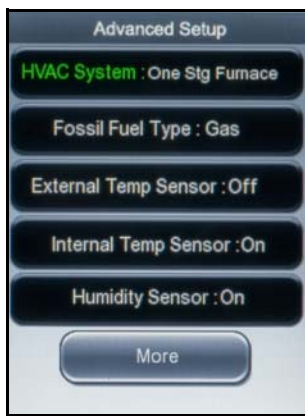 Advanced Setup
HVAC System : One Stg Furnace
Fossil Fuel Type : Gas
External Temp Sensor :Off
Internal Temp Sensor :On
Humidity Sensor :On
More